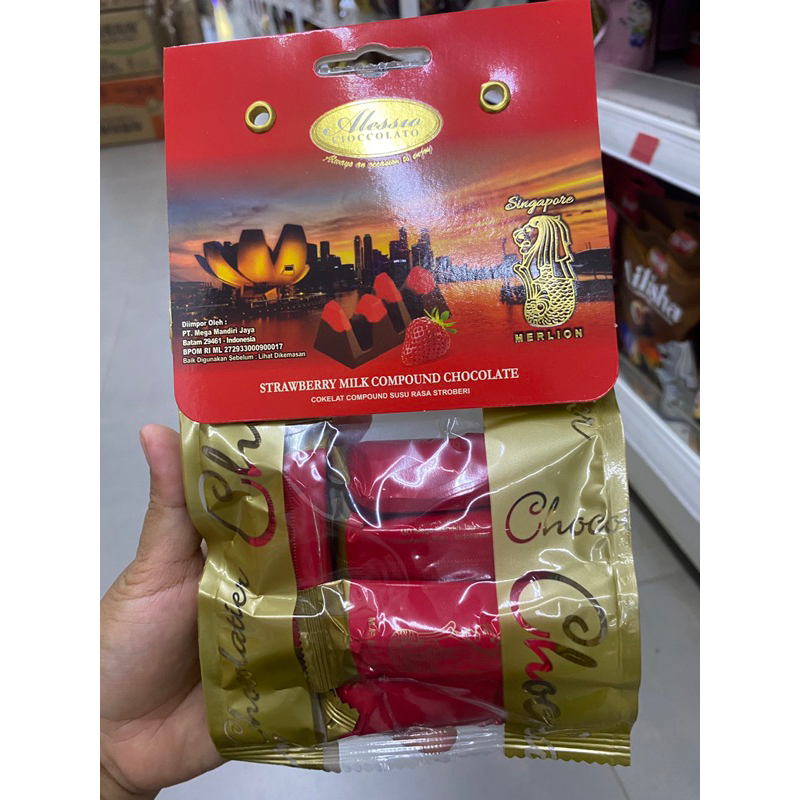 Alessio
CIOCCOLATO
Always an occasion to enjoy
Singapore
MERLION
Diimpor Oleh :
PT. Mega Mandiri Jaya
Batam 29461 - Indonesia
BPOM RI ML 272933000900017
Baik Digunakan Sebelum : Lihat Dikemasan
STRAWBERRY MILK COMPOUND CHOCOLATE
COKELAT COMPOUND SUSU RASA STROBERI
Ch
Choco
Chocolatier
Choco